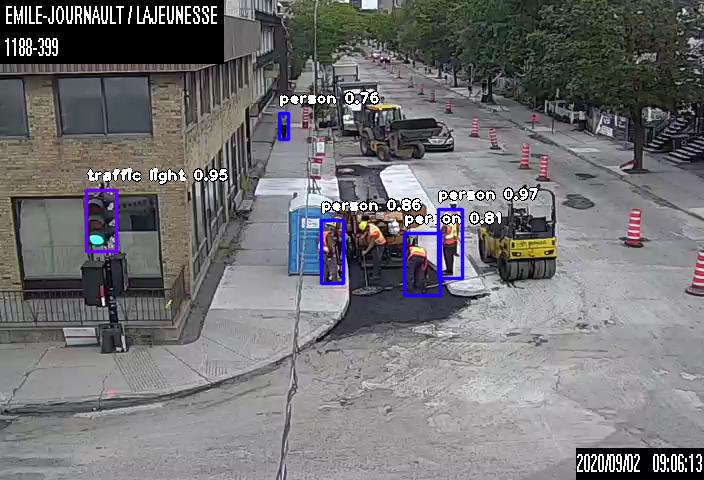 EMILE-JOURNAULT / LAJEUNESSE
1188-399
person 0.76
traffic light 0.95
person 0.97
person 0.86
person 0.81
2020/09/02 09:06:13